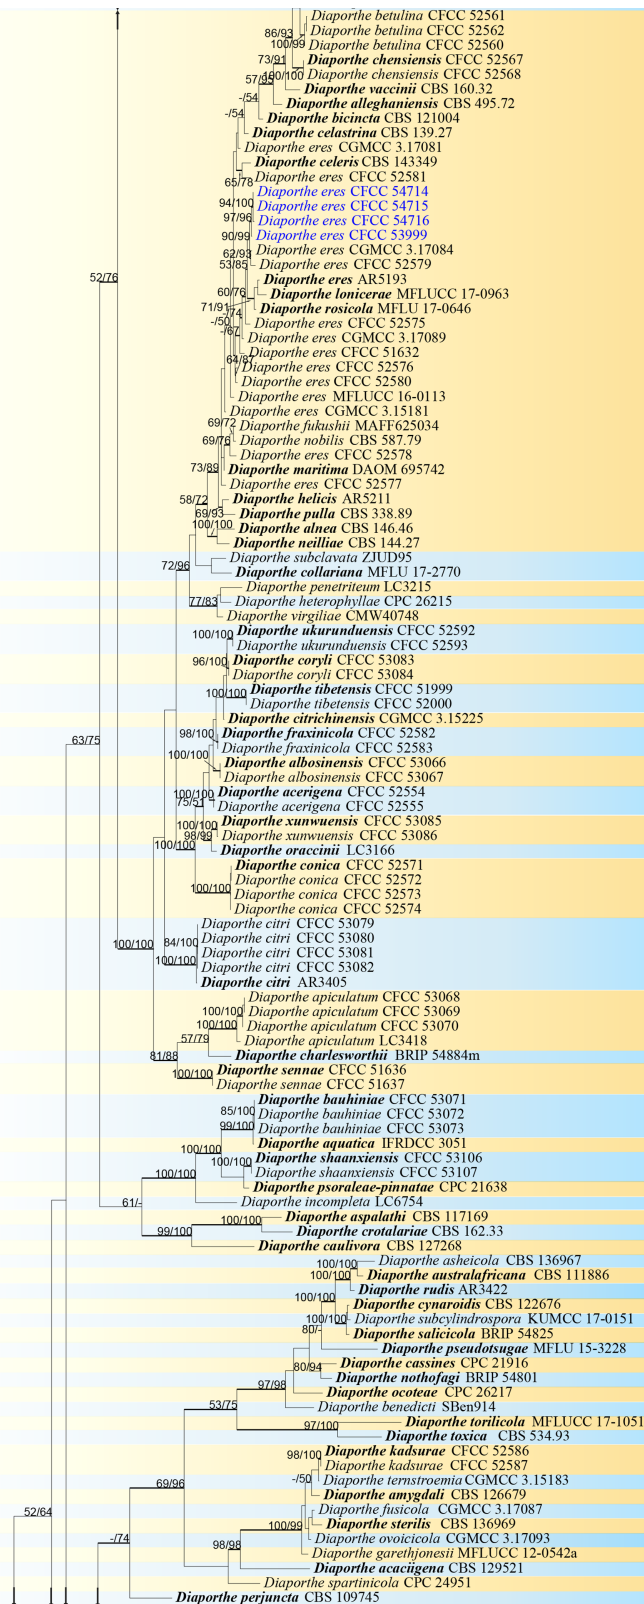 Diaporthe betulina CFCC 52561
Diaporthe betulina CFCC 52562
86/93
Diaporthe betulina CFCC 52560
100/99
73/91
Diaporthe chensiensis CFCC 52567
Diaporthe chensiensis CFCC 52568
100/100
57/95
Diaporthe vaccinii CBS 160.32
-/54
Diaporthe alleghaniensis CBS 495.72
-/54
Diaporthe bicincta CBS 121004
Diaporthe celastrina CBS 139.27
Diaporthe eres CGMCC 3.17081
Diaporthe celeris CBS 143349
Diaporthe eres CFCC 52581
65/78
Diaporthe eres CFCC 54714
94/100
Diaporthe eres CFCC 54715
97/96
Diaporthe eres CFCC 54716
90/99
Diaporthe eres CFCC 53999
62/93
Diaporthe eres CGMCC 3.17084
53/85
Diaporthe eres CFCC 52579
52/76
Diaporthe eres AR5193
60/76
Diaporthe lonicerae MFLUCC 17-0963
71/91
Diaporthe rosicola MFLU 17-0646
-/74
-/50
Diaporthe eres CFCC 52575
-/67
Diaporthe eres CGMCC 3.17089
Diaporthe eres CFCC 51632
64/87
Diaporthe eres CFCC 52576
Diaporthe eres CFCC 52580
Diaporthe eres MFLUCC 16-0113
Diaporthe eres CGMCC 3.15181
69/72
Diaporthe fukushii MAFF625034
69/76
Diaporthe nobilis CBS 587.79
Diaporthe eres CFCC 52578
73/89
Diaporthe maritima DAOM 695742
Diaporthe eres CFCC 52577
58/72
Diaporthe helicis AR5211
69/93
Diaporthe pulla CBS 338.89
100/100
Diaporthe alnea CBS 146.46
Diaporthe neilliae CBS 144.27
Diaporthe subclavata ZJUD95
72/96
Diaporthe collariana MFLU 17-2770
Diaporthe penetriteum LC3215
77/83
Diaporthe heterophyllae CPC 26215
Diaporthe virgiliae CMW40748
100/100
Diaporthe ukurunduensis CFCC 52592
Diaporthe ukurunduensis CFCC 52593
96/100
Diaporthe coryli CFCC 53083
Diaporthe coryli CFCC 53084
100/100
Diaporthe tibetensis CFCC 51999
Diaporthe tibetensis CFCC 52000
Diaporthe citrichinensis CGMCC 3.15225
98/100
Diaporthe fraxinicola CFCC 52582
63/75
Diaporthe fraxinicola CFCC 52583
100/100
Diaporthe albosinensis CFCC 53066
Diaporthe albosinensis CFCC 53067
100/100
Diaporthe acerigena CFCC 52554
75/51
Diaporthe acerigena CFCC 52555
100/100
Diaporthe xunwuensis CFCC 53085
98/99
Diaporthe xunwuensis CFCC 53086
100/100
Diaporthe oraccinii LC3166
Diaporthe conica CFCC 52571
Diaporthe conica CFCC 52572
100/100
Diaporthe conica CFCC 52573
Diaporthe conica CFCC 52574
Diaporthe citri CFCC 53079
100/100
84/100
Diaporthe citri CFCC 53080
Diaporthe citri CFCC 53081
100/100
Diaporthe citri CFCC 53082
Diaporthe citri AR3405
Diaporthe apiculatum CFCC 53068
100/100
Diaporthe apiculatum CFCC 53069
100/100
Diaporthe apiculatum CFCC 53070
57/79
Diaporthe apiculatum LC3418
81/88
Diaporthe charlesworthii BRIP 54884m
100/100
Diaporthe sennae CFCC 51636
Diaporthe sennae CFCC 51637
Diaporthe bauhiniae CFCC 53071
85/100
Diaporthe bauhiniae CFCC 53072
99/100
Diaporthe bauhiniae CFCC 53073
100/100
Diaporthe aquatica IFRDCC 3051
100/100
Diaporthe shaanxiensis CFCC 53106
100/100
Diaporthe shaanxiensis CFCC 53107
Diaporthe psoraleae-pinnatae CPC 21638
61/-
Diaporthe incompleta LC6754
100/100
Diaporthe aspalathi CBS 117169
99/100
Diaporthe crotalariae CBS 162.33
Diaporthe caulivora CBS 127268
100/100
Diaporthe asheicola CBS 136967
100/100
Diaporthe australafricana CBS 111886
Diaporthe rudis AR3422
100/100
Diaporthe cynaroidis CBS 122676
100/100
Diaporthe subcylindrospora KUMCC 17-0151
80/-
Diaporthe salicicola BRIP 54825
Diaporthe pseudotsugae MFLU 15-3228
80/94
Diaporthe cassines CPC 21916
97/98
Diaporthe nothofagi BRIP 54801
Diaporthe ocoteae CPC 26217
53/75
Diaporthe benedicti SBen914
97/100
Diaporthe torilicola MFLUCC 17-1051
Diaporthe toxica CBS 534.93
98/100
Diaporthe kadsurae CFCC 52586
Diaporthe kadsurae CFCC 52587
-/50
Diaporthe ternstroemia CGMCC 3.15183
69/96
Diaporthe amygdali CBS 126679
52/64
Diaporthe fusicola CGMCC 3.17087
100/99
Diaporthe sterilis CBS 136969
-/74
Diaporthe ovoicicola CGMCC 3.17093
98/98
Diaporthe garethjonesii MFLUCC 12-0542a
Diaporthe acaciigena CBS 129521
Diaporthe spartinicola CPC 24951
Diaporthe perjuncta CBS 109745